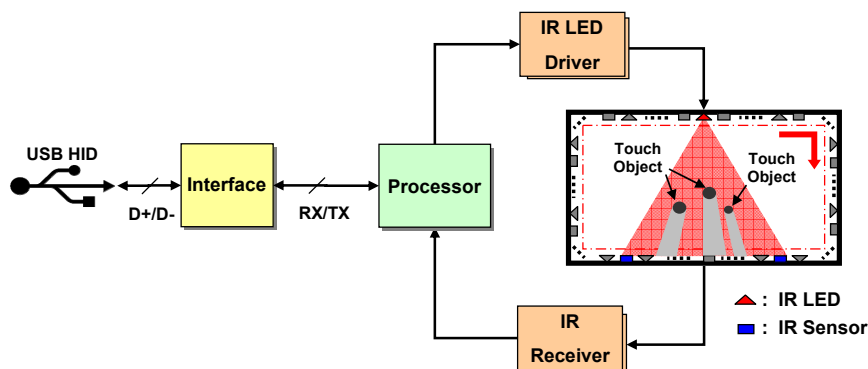 IR LED
Driver
USB HID
Interface
Processor
D+/D-
RX/TX
Touch
Object
Touch
Object
IR
Receiver
: IR LED
: IR Sensor